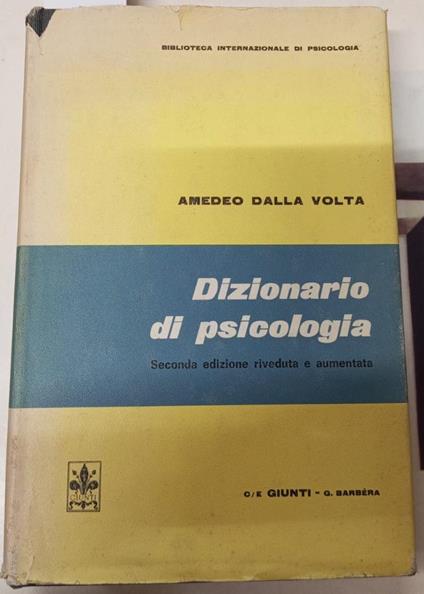 BIBLIOTECA INTERNAZIONALE DI PSICOLOGIA
AMEDEO DALLA VOLTA
Dizionario
di psicologia
Seconda edizione riveduta e aumentata
GIUNTI
C/E GIUNTI - G. BARBÈRA